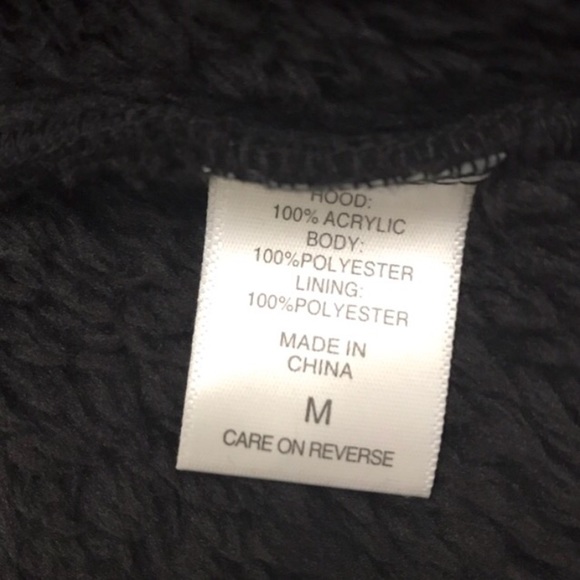 HOOD:
100% ACRYLIC
BODY:
100%POLYESTER
LINING:
100%POLYESTER
MADE IN
CHINA
M
CARE ON REVERSE